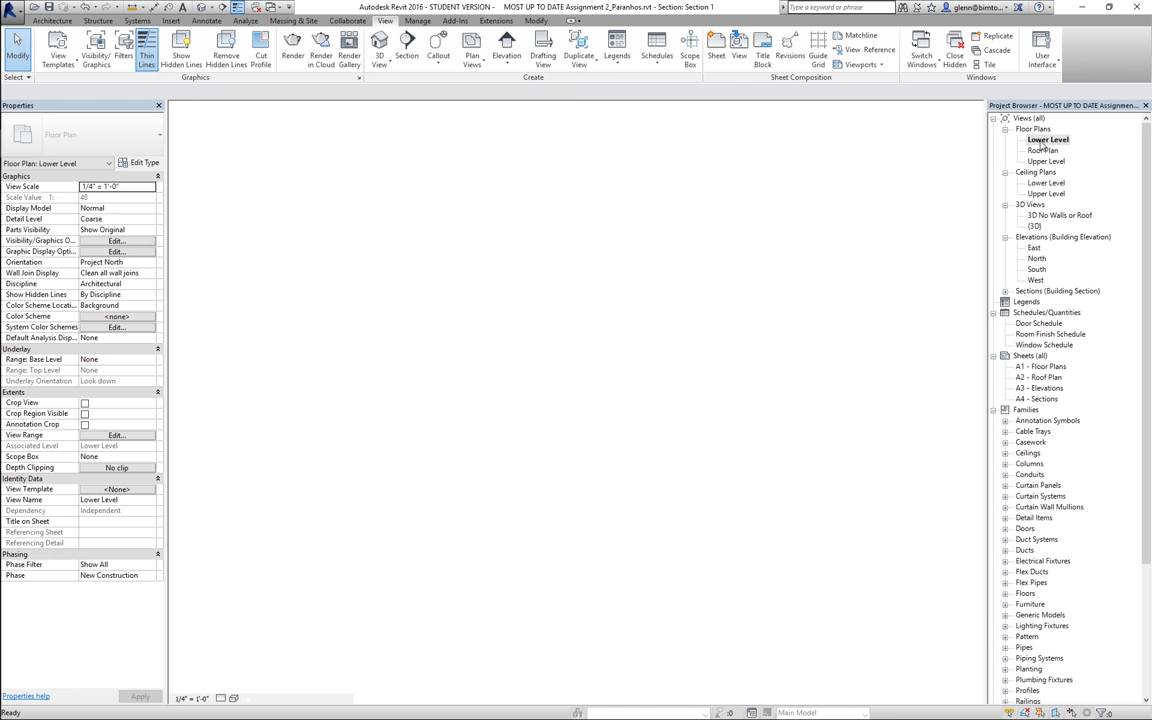 Autodesk Revit 2016 - STUDENT VERSION - MOST UP TO DATE Assignment 2_Paranhos.rvt - Section: Section 1
Type a keyword or phrase
glenn@bimto...
Architecture Structure Systems Insert Annotate Analyze Massing & Site Collaborate View Manage Add-Ins Extensions Modify
Modify
View Templates
Visibility/ Graphics
Filters
Thin Lines
Show Hidden Lines
Remove Hidden Lines
Cut Profile
Render
Render in Cloud
Render Gallery
3D View
Section
Callout
Plan Views
Elevation
Drafting View
Duplicate View
Legends
Schedules
Scope Box
Sheet
View
Title Block
Revisions
Guide Grid
Matchline
View Reference
Viewports
Switch Windows
Close Hidden
Replicate
Cascade
Tile
User Interface
Select
Graphics
Create
Sheet Composition
Windows
Properties
Floor Plan
Floor Plan: Lower Level
Edit Type
Graphics
View Scale 1/4" = 1'-0"
Scale Value 1: 48
Display Model Normal
Detail Level Coarse
Parts Visibility Show Original
Visibility/Graphics O... Edit...
Graphic Display Opti... Edit...
Orientation Project North
Wall Join Display Clean all wall joins
Discipline Architectural
Show Hidden Lines By Discipline
Color Scheme Locati... Background
Color Scheme <none>
System Color Schemes Edit...
Default Analysis Disp... None
Underlay
Range: Base Level None
Range: Top Level None
Underlay Orientation Look down
Extents
Crop View
Crop Region Visible
Annotation Crop
View Range Edit...
Associated Level Lower Level
Scope Box None
Depth Clipping No clip
Identity Data
View Template <None>
View Name Lower Level
Dependency Independent
Title on Sheet
Referencing Sheet
Referencing Detail
Phasing
Phase Filter Show All
Phase New Construction
Properties help
Apply
Ready
1/4" = 1'-0"
:0
Main Model
:0
Project Browser - MOST UP TO DATE Assignmen...
Views (all)
Floor Plans
Lower Level
Roof Plan
Upper Level
Ceiling Plans
Lower Level
Upper Level
3D Views
3D No Walls or Roof
{3D}
Elevations (Building Elevation)
East
North
South
West
Sections (Building Section)
Legends
Schedules/Quantities
Door Schedule
Room Finish Schedule
Window Schedule
Sheets (all)
A1 - Floor Plans
A2 - Roof Plan
A3 - Elevations
A4 - Sections
Families
Annotation Symbols
Cable Trays
Casework
Ceilings
Columns
Conduits
Curtain Panels
Curtain Systems
Curtain Wall Mullions
Detail Items
Doors
Duct Systems
Ducts
Electrical Fixtures
Flex Ducts
Flex Pipes
Floors
Furniture
Generic Models
Lighting Fixtures
Pattern
Pipes
Piping Systems
Planting
Plumbing Fixtures
Profiles
Railings